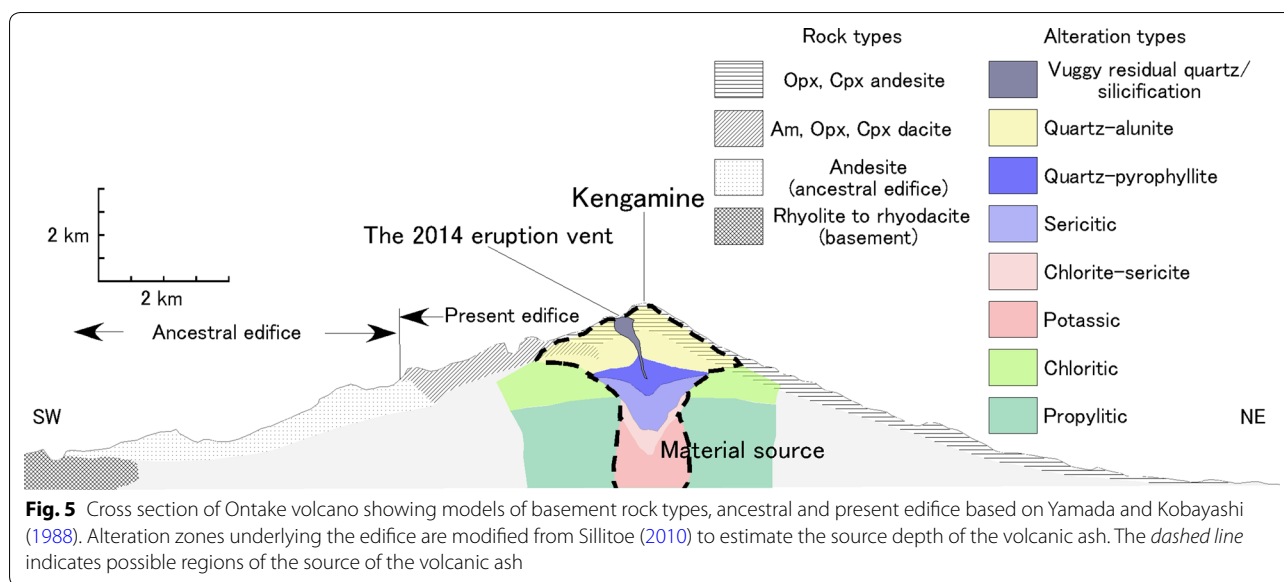 Rock types
Opx, Cpx andesite
Am, Opx, Cpx dacite
Andesite
(ancestral edifice)
Rhyolite to rhyodacite
(basement)
Alteration types
Vuggy residual quartz/
silicification
Quartz-alunite
Quartz-pyrophyllite
Sericitic
Chlorite-sericite
Potassic
Chloritic
Propylitic
2 km
2 km
Kengamine
The 2014 eruption vent
Ancestral edifice
Present edifice
SW
NE
Material source
Fig. 5 Cross section of Ontake volcano showing models of basement rock types, ancestral and present edifice based on Yamada and Kobayashi
(1988). Alteration zones underlying the edifice are modified from Sillitoe (2010) to estimate the source depth of the volcanic ash. The dashed line
indicates possible regions of the source of the volcanic ash